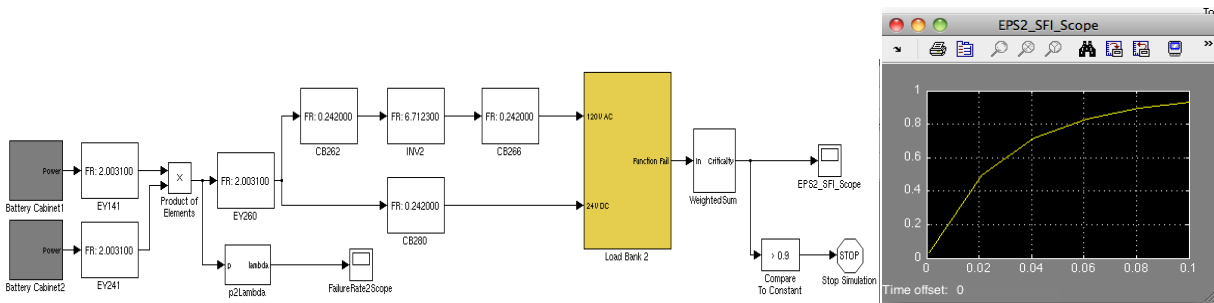 Power
Battery Cabinet1
FR: 2.003100
EY141
Power
Battery Cabinet2
FR: 2.003100
EY241
X
Product of
Elements
FR: 2.003100
EY260
p
lambda
p2Lambda
FailureRate2Scope
FR: 0.242000
CB262
FR: 6.712300
INV2
FR: 0.242000
CB266
FR: 0.242000
CB280
120V AC
24V DC
Function Fail
Load Bank 2
In
Criticality
WeightedSum
EPS2_SFI_Scope
> 0.9
Compare
To Constant
STOP
Stop Simulation
To
EPS2_SFI_Scope
»
1
0.8
0.6
0.4
0.2
0
0
0.02
0.04
0.06
0.08
0.1
Time offset: 0